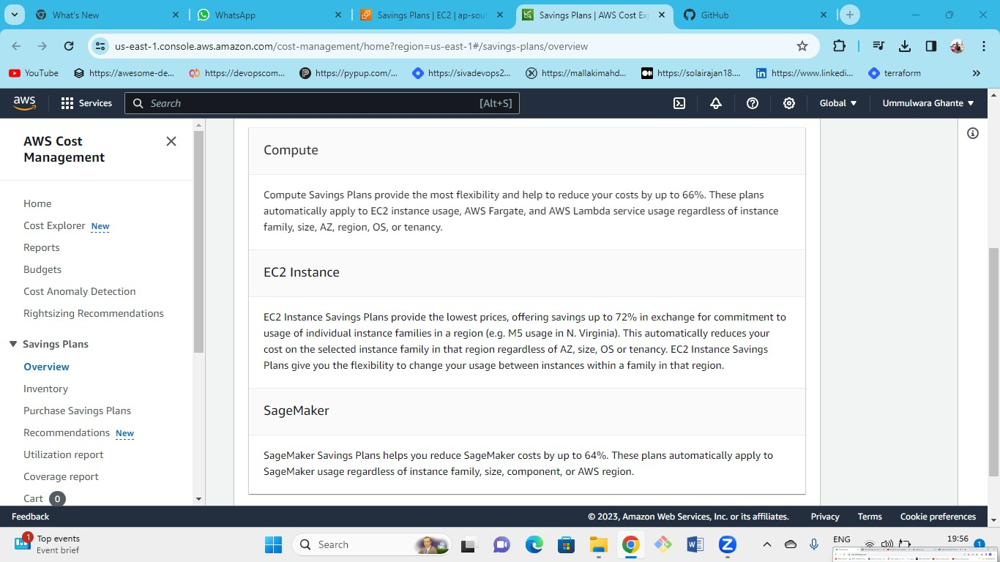 What's New
WhatsApp
Savings Plans | EC2 | ap-sout
Savings Plans | AWS Cost Ex
GitHub
us-east-1.console.aws.amazon.com/cost-management/home?region=us-east-1#/savings-plans/overview
YouTube
https://awesome-de...
https://devopscom...
https://pypup.com/...
https://sivadevops2...
https://mallakimahd...
https://solairajan18....
https://www.linkedi...
terraform
aws
Services
Search
[Alt+S]
Global
Ummulwara Ghante
AWS Cost
Management
Home
Cost Explorer New
Reports
Budgets
Cost Anomaly Detection
Rightsizing Recommendations
Savings Plans
Overview
Inventory
Purchase Savings Plans
Recommendations New
Utilization report
Coverage report
Cart 0
Compute
Compute Savings Plans provide the most flexibility and help to reduce your costs by up to 66%. These plans
automatically apply to EC2 instance usage, AWS Fargate, and AWS Lambda service usage regardless of instance
family, size, AZ, region, OS, or tenancy.
EC2 Instance
EC2 Instance Savings Plans provide the lowest prices, offering savings up to 72% in exchange for commitment to
usage of individual instance families in a region (e.g. M5 usage in N. Virginia). This automatically reduces your
cost on the selected instance family in that region regardless of AZ, size, OS or tenancy. EC2 Instance Savings
Plans give you the flexibility to change your usage between instances within a family in that region.
SageMaker
SageMaker Savings Plans helps you reduce SageMaker costs by up to 64%. These plans automatically apply to
SageMaker usage regardless of instance family, size, component, or AWS region.
Feedback
© 2023, Amazon Web Services, Inc. or its affiliates.
Privacy
Terms
Cookie preferences
1
Top events
Event brief
Search
ENG
19:56
1